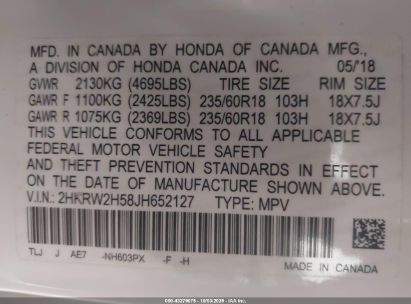 MFD. IN CANADA BY HONDA OF CANADA MFG.,
A DIVISION OF HONDA CANADA INC. 05/18
GVWR 2130KG (4695LBS) TIRE SIZE RIM SIZE
GAWR F 1100KG (2425LBS) 235/60R18 103H 18X7.5J
GAWR R 1075KG (2369LBS) 235/60R18 103H 18X7.5J
THIS VEHICLE CONFORMS TO ALL APPLICABLE
FEDERAL MOTOR VEHICLE SAFETY
AND THEFT PREVENTION STANDARDS IN EFFECT
ON THE DATE OF MANUFACTURE SHOWN ABOVE.
V.I.N.: 2HKRW2H58JH652127 TYPE: MPV
TLJ J AE7 -NH603PX -F -H
MADE IN CANADA